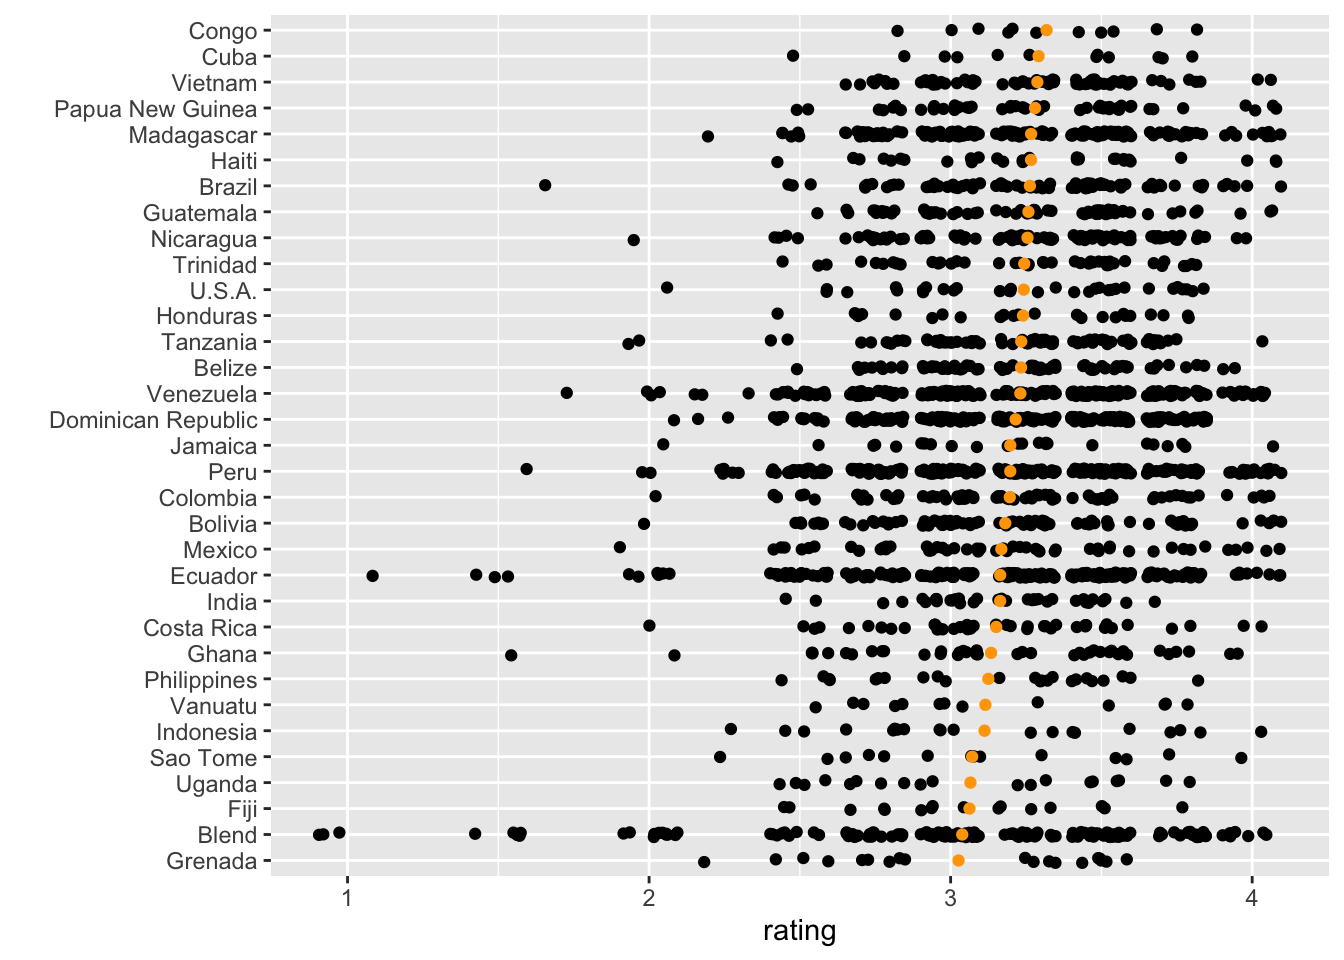 Congo
Cuba
Vietnam
Papua New Guinea
Madagascar
Haiti
Brazil
Guatemala
Nicaragua
Trinidad
U.S.A.
Honduras
Tanzania
Belize
Venezuela
Dominican Republic
Jamaica
Peru
Colombia
Bolivia
Mexico
Ecuador
India
Costa Rica
Ghana
Philippines
Vanuatu
Indonesia
Sao Tome
Uganda
Fiji
Blend
Grenada
1 2 3 4
rating